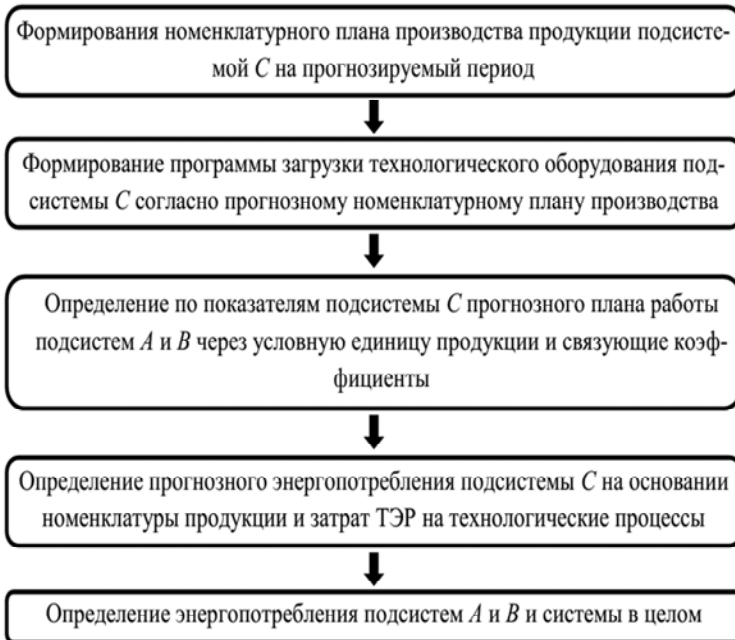 Формирования номенклатурного плана производства продукции подсисте-
мой C на прогнозируемый период
Формирование программы загрузки технологического оборудования под-
системы C согласно прогнозному номенклатурному плану производства
Определение по показателям подсистемы C прогнозного плана работы
подсистем A и B через условную единицу продукции и связующие коэф-
фициенты
Определение прогнозного энергопотребления подсистемы C на основании
номенклатуры продукции и затрат ТЭР на технологические процессы
Определение энергопотребления подсистем A и B и системы в целом